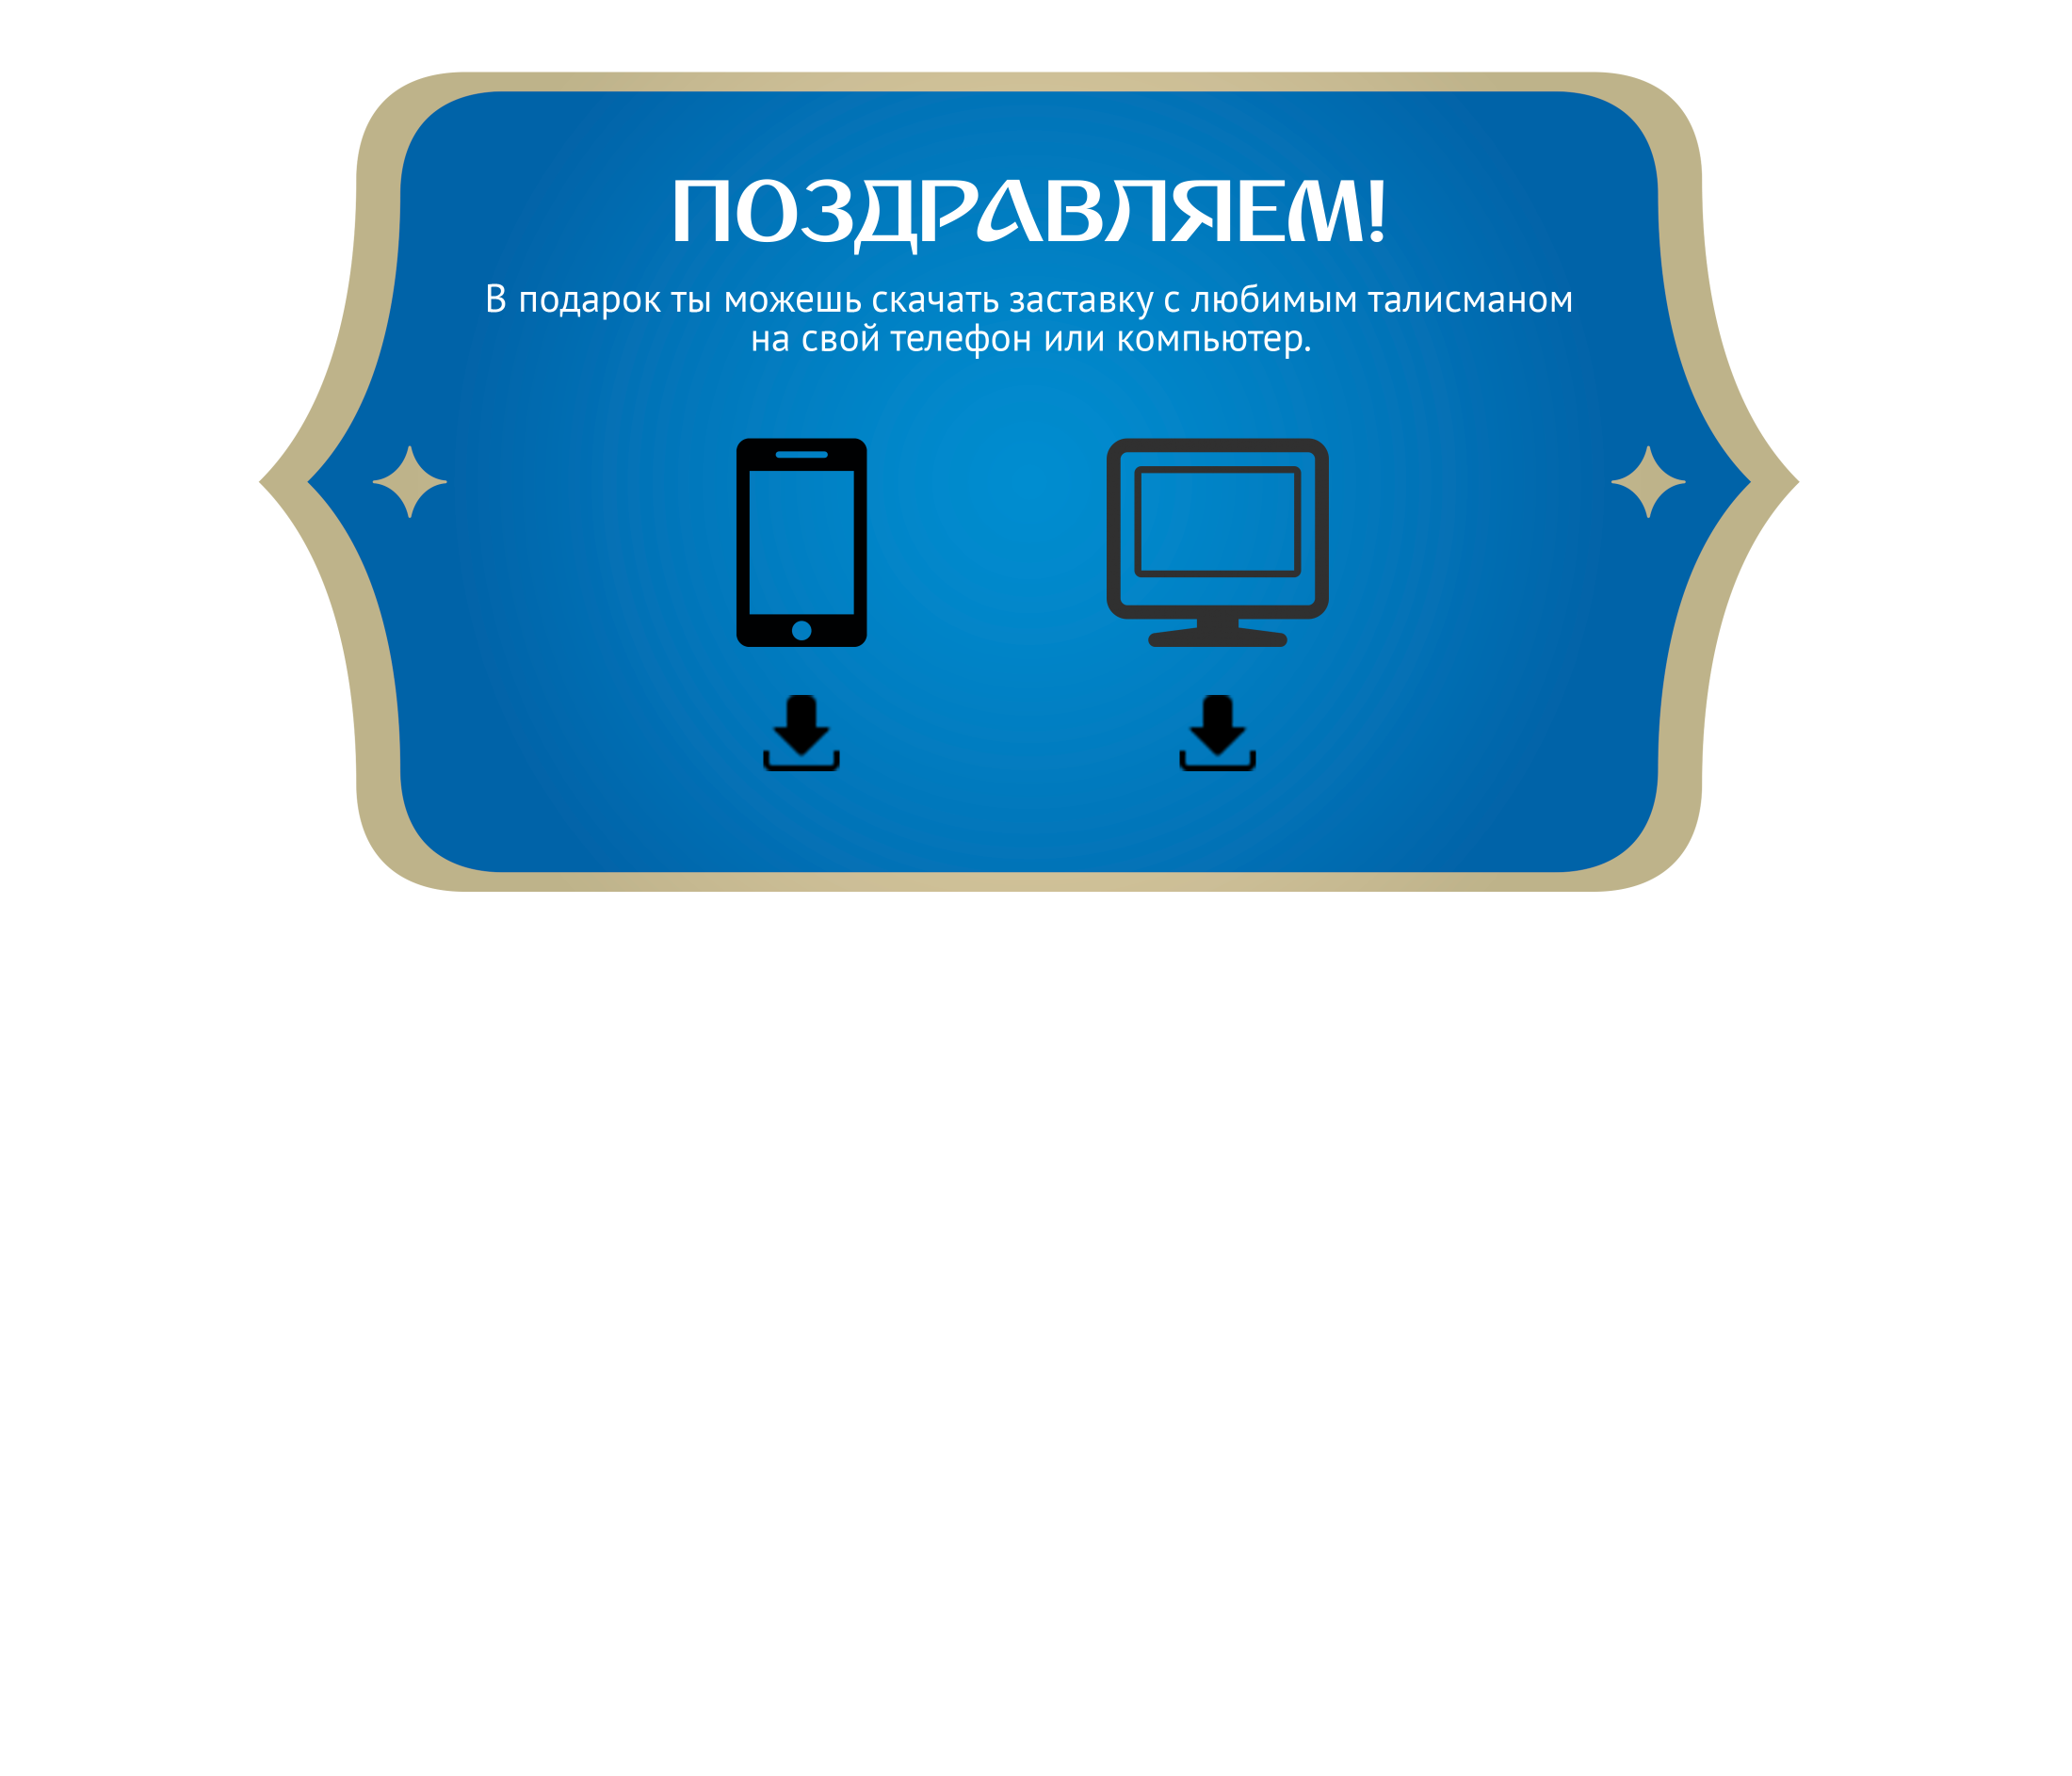 ПОЗДРАВЛЯЕМ!
В подарок ты можешь скачать заставку с любимым талисманом
на свой телефон или компьютер.